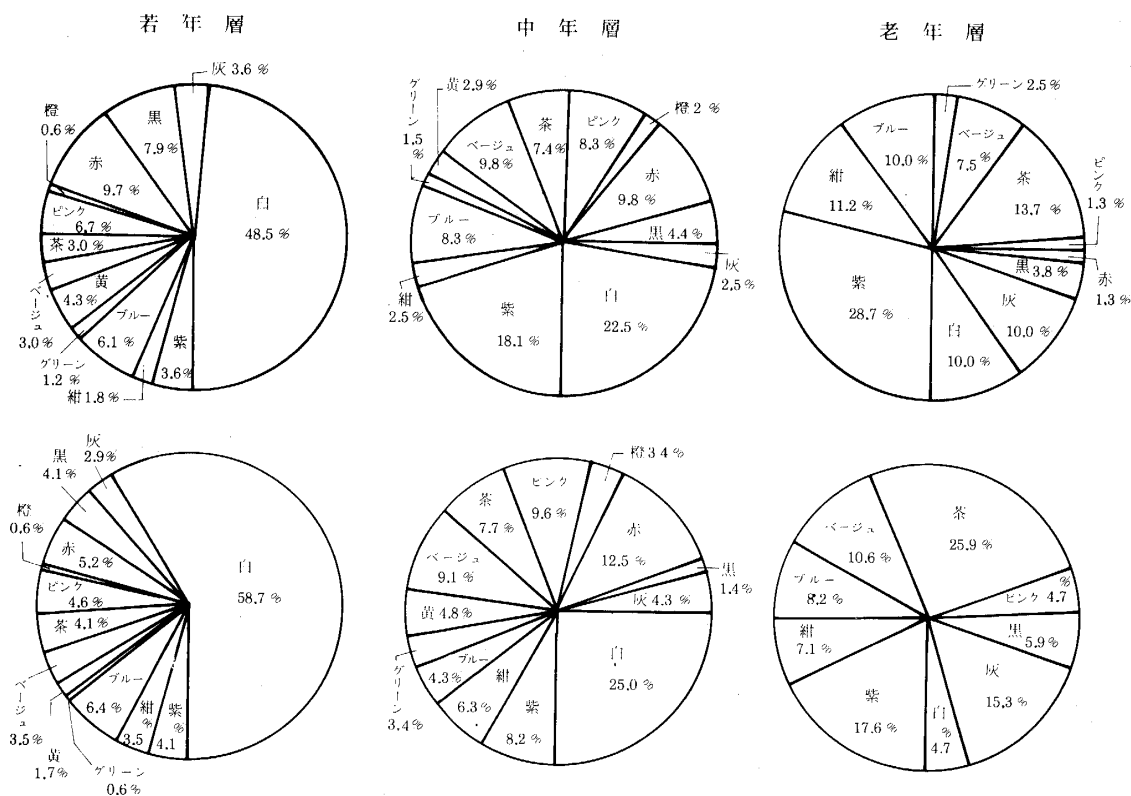 若年層
中年層
老年層
灰 3.6 %
白
48.5 %
紫
3.6 %
紺 1.8 %
ブルー
6.1 %
グリーン
1.2 %
黄
4.3 %
ベージュ
3.0 %
茶 3.0 %
ピンク
6.7 %
橙
0.6 %
赤
9.7 %
黒
7.9 %
ピンク
8.3 %
橙 2 %
赤
9.8 %
黒 4.4 %
灰
2.5 %
白
22.5 %
紫
18.1 %
紺
2.5 %
ブルー
8.3 %
グリーン
1.5
%
黄 2.9 %
ベージュ
9.8 %
茶
7.4 %
グリーン 2.5 %
ベージュ
7.5 %
茶
13.7 %
ピンク
1.3 %
赤
1.3 %
黒 3.8 %
灰
10.0 %
白
10.0 %
紫
28.7 %
紺
11.2 %
ブルー
10.0 %
灰
2.9 %
白
58.7 %
紫
%
4.1
紺
%
3.5
ブルー
6.4 %
グリーン
0.6 %
黄
1.7 %
ベージュ
3.5 %
茶 4.1 %
ピンク
4.6 %
橙
0.6 %
赤
5.2 %
黒
4.1 %
ピンク
9.6 %
橙 3 4 %
赤
12.5 %
黒
1.4 %
灰 4.3 %
白
25.0 %
紫
8.2 %
紺
6.3 %
ブルー
4.3 %
グリーン
3.4 %
黄 4.8 %
ベージュ
9.1 %
茶
7.7 %
茶
25.9 %
%
ピンク 4.7
黒
5.9 %
灰
15.3 %
白
%
4.7
紫
17.6 %
紺
7.1 %
ブルー
8.2 %
ベージュ
10.6 %